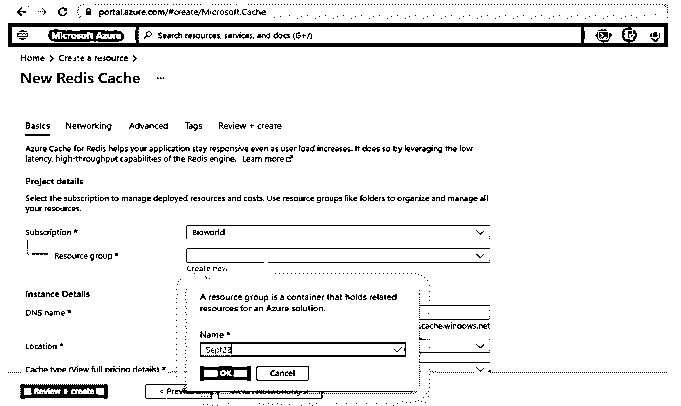 portal.azure.com/#create/Microsoft.Cache
Microsoft Azure
Search resources, services, and docs (G+/)
Home > Create a resource >
New Redis Cache ...
Basics Networking Advanced Tags Review + create
Azure Cache for Redis helps your application stay responsive even as user load increases. It does so by leveraging the low
latency, high-throughput capabilities of the Redis engine. Learn more
Project details
Select the subscription to manage deployed resources and costs. Use resource groups like folders to organize and manage all
your resources.
Subscription *
Bioworld
Resource group *
Create new
A resource group is a container that holds related
resources for an Azure solution.
Instance Details
DNS name *
.cache.windows.net
Name *
Location *
Cache type (View full pricing details) *
OK
Cancel
Review + create